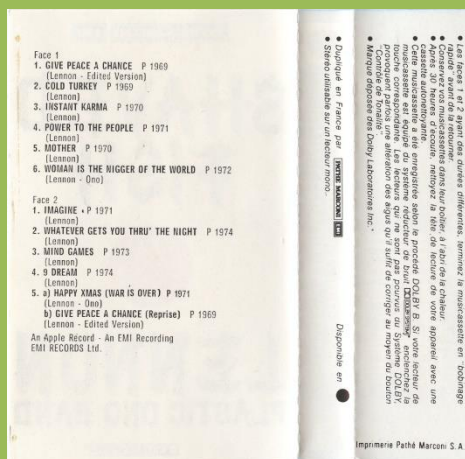 Face 1
1. GIVE PEACE A CHANCE P 1969
(Lennon - Edited Version)
2. COLD TURKEY P 1969
(Lennon)
3. INSTANT KARMA P 1970
(Lennon)
4. POWER TO THE PEOPLE P 1971
(Lennon)
5. MOTHER P 1970
(Lennon)
6. WOMAN IS THE NIGGER OF THE WORLD P 1972
(Lennon - Ono)
Face 2
1. IMAGINE • P 1971
(Lennon)
2. WHATEVER GETS YOU THRU' THE NIGHT P 1974
(Lennon)
3. MIND GAMES P 1973
(Lennon)
4. 9 DREAM P 1974
(Lennon)
5. a) HAPPY XMAS (WAR IS OVER) P 1971
(Lennon - Ono)
b) GIVE PEACE A CHANCE (Reprise) P 1969
(Lennon - Edited Version)
An Apple Record - An EMI Recording
EMI RECORDS Ltd.
• Dupliqué en France par PATHÉ MARCONI EMI Disponible en
• Stéréo utilisable sur un lecteur mono.
• Les faces 1 et 2 ayant des durées différentes, terminez la musicassette en "bobinage
rapide" avant de la retourner.
• Conservez vos musicassettes dans leur boîtier, à l'abri de la chaleur.
• Après 30 heures d'écoute, nettoyez la tête de lecture de votre appareil avec une
cassette autonettoyante.
• Cette musicassette a été enregistrée selon le procédé DOLBY B. Si votre lecteur de
musicassette est équipé du système réducteur de bruit enclenchez la
touche correspondante. Les lecteurs qui ne sont pas pourvus du Système DOLBY,
provoquent parfois une altération des aigus qu'il suffit de corriger au moyen du bouton
"Contrôle de Tonalité".
• Marque déposée des Dolby Laboratories Inc."
Imprimerie Pathé Marconi S.A.